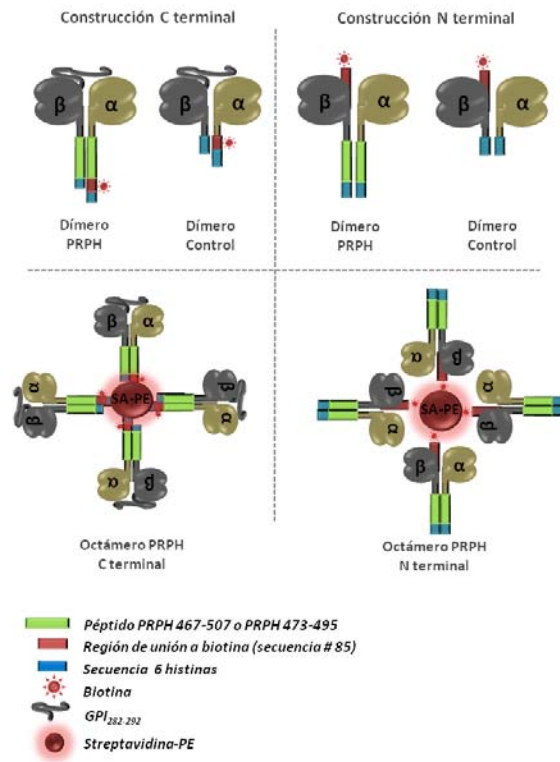 Construcción C terminal
Construcción N terminal
β α
β α
β α
β α
Dímero
PRPH
Dímero
Control
Dímero
PRPH
Dímero
Control
β α
α
β
SA-PE
β
α
α β
α β
β
α
SA-PE
α
β
β α
Octámero PRPH
C terminal
Octámero PRPH
N terminal
Péptido PRPH 467-507 o PRPH 473-495
Región de unión a biotina (secuencia # 85)
Secuencia 6 histinas
Biotina
GPI282-292
Streptavidina-PE